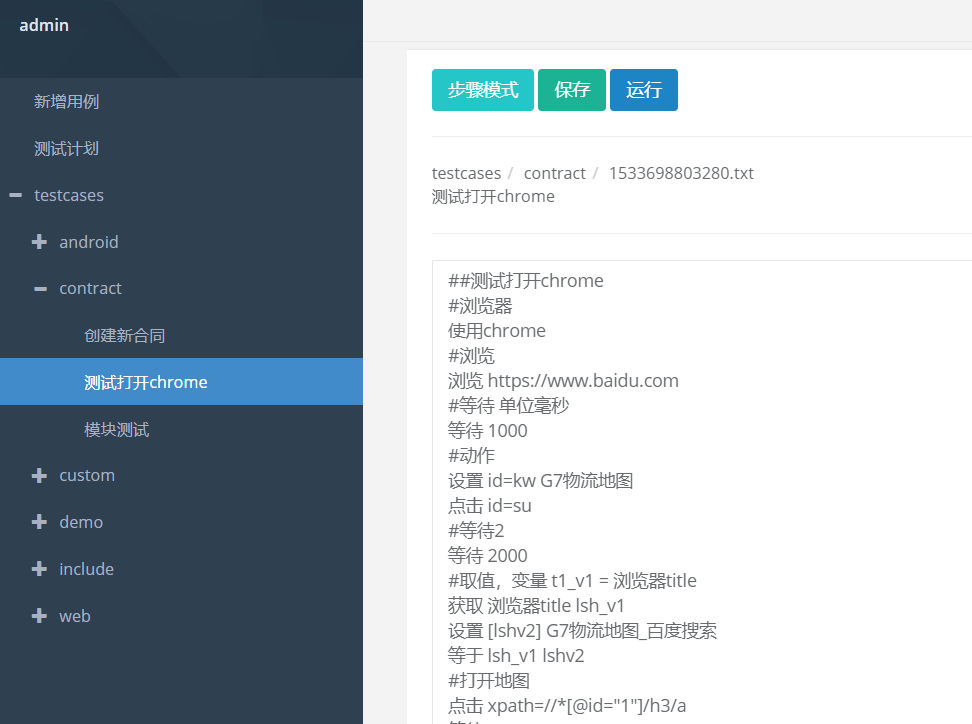 admin
新增用例
测试计划
testcases
android
contract
创建新合同
测试打开chrome
模块测试
custom
demo
include
web
步骤模式 保存 运行
testcases / contract / 1533698803280.txt
测试打开chrome
##测试打开chrome
#浏览器
使用chrome
#浏览
浏览 https://www.baidu.com
#等待 单位毫秒
等待 1000
#动作
设置 id=kw G7物流地图
点击 id=su
#等待2
等待 2000
#取值，变量 t1_v1 = 浏览器title
获取 浏览器title lsh_v1
设置 [lshv2] G7物流地图_百度搜索
等于 lsh_v1 lshv2
#打开地图
点击 xpath=//*[@id="1"]/h3/a